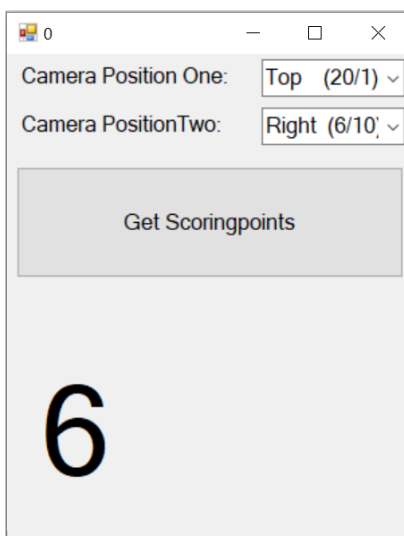 0
Camera Position One: Top (20/1)
Camera PositionTwo: Right (6/10)
Get Scoringpoints
6